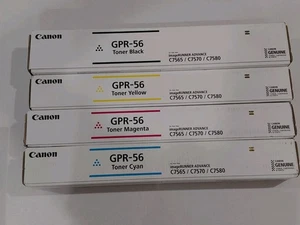 Canon
GPR-56
Toner Black
imageRUNNER ADVANCE
C7565 / C7570 / C7580
GENUINE
Canon
GPR-56
Toner Yellow
imageRUNNER ADVANCE
C7565 / C7570 / C7580
GENUINE
Canon
GPR-56
Toner Magenta
imageRUNNER ADVANCE
C7565 / C7570 / C7580
GENUINE
Canon
GPR-56
Toner Cyan
imageRUNNER ADVANCE
C7565 / C7570 / C7580
GENUINE